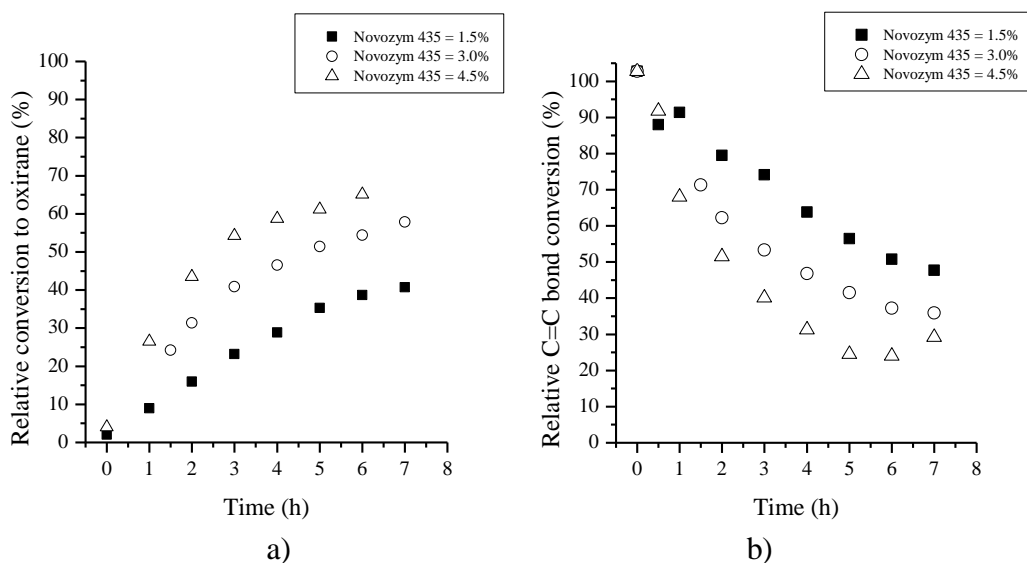 Novozym 435 = 1.5%
Novozym 435 = 3.0%
Novozym 435 = 4.5%
100
90
80
70
60
50
40
30
20
10
0
Relative conversion to oxirane (%)
0 1 2 3 4 5 6 7 8
Time (h)
a)
Novozym 435 = 1.5%
Novozym 435 = 3.0%
Novozym 435 = 4.5%
100
90
80
70
60
50
40
30
20
10
0
Relative C=C bond conversion (%)
0 1 2 3 4 5 6 7 8
Time (h)
b)